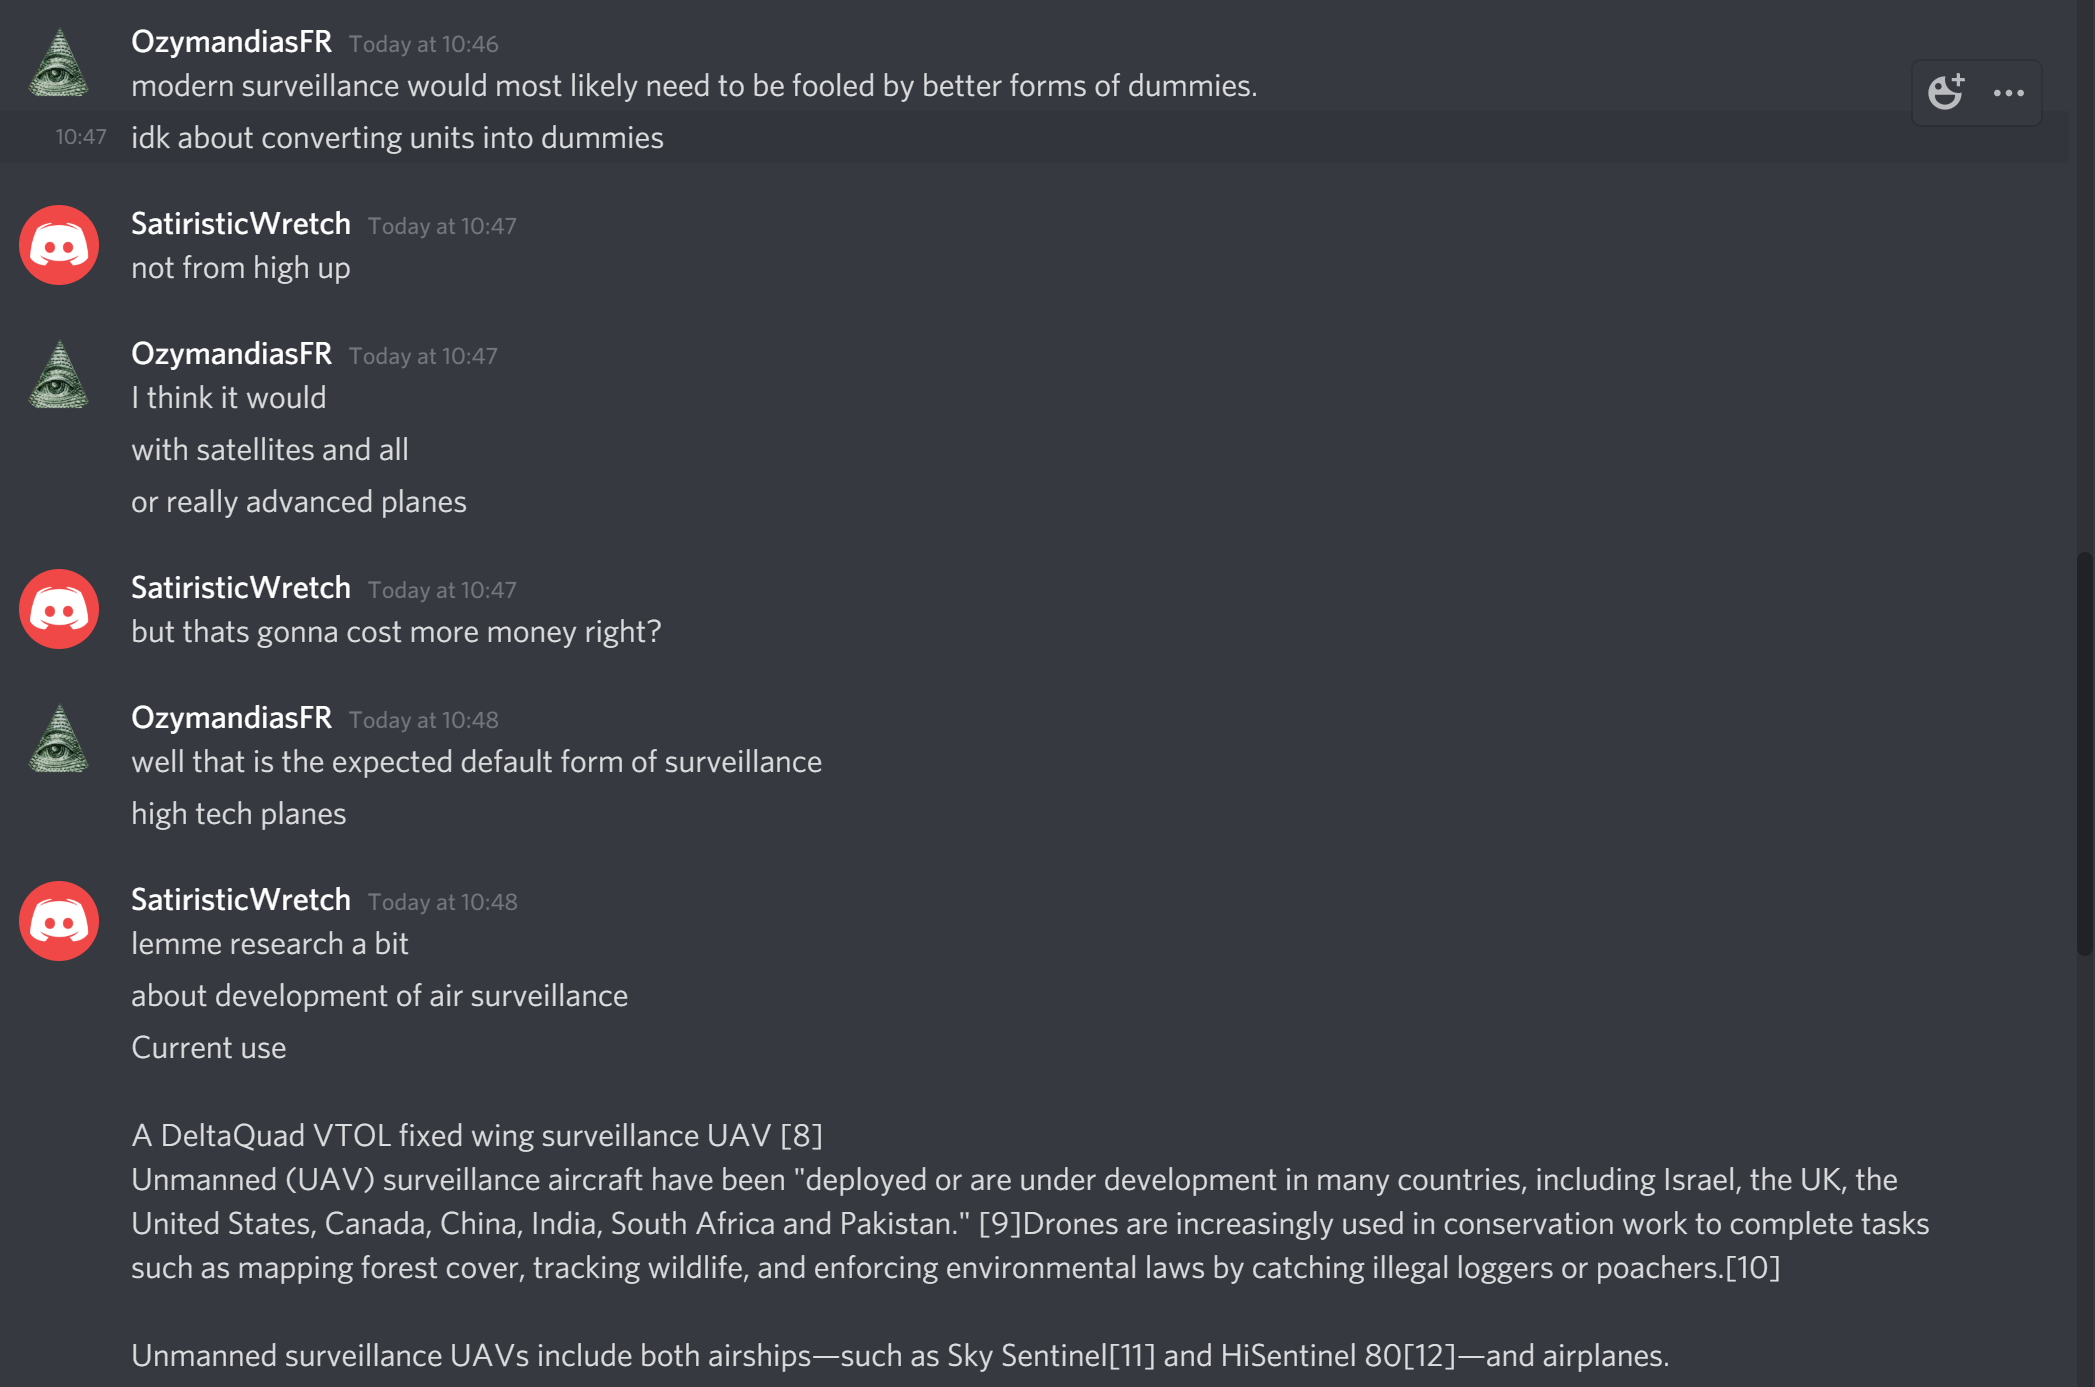 OzymandiasFR Today at 10:46
modern surveillance would most likely need to be fooled by better forms of dummies.
10:47 idk about converting units into dummies
SatiristicWretch Today at 10:47
not from high up
OzymandiasFR Today at 10:47
I think it would
with satellites and all
or really advanced planes
SatiristicWretch Today at 10:47
but thats gonna cost more money right?
OzymandiasFR Today at 10:48
well that is the expected default form of surveillance
high tech planes
SatiristicWretch Today at 10:48
lemme research a bit
about development of air surveillance
Current use
A DeltaQuad VTOL fixed wing surveillance UAV [8]
Unmanned (UAV) surveillance aircraft have been "deployed or are under development in many countries, including Israel, the UK, the
United States, Canada, China, India, South Africa and Pakistan." [9]Drones are increasingly used in conservation work to complete tasks
such as mapping forest cover, tracking wildlife, and enforcing environmental laws by catching illegal loggers or poachers.[10]
Unmanned surveillance UAVs include both airships—such as Sky Sentinel[11] and HiSentinel 80[12]—and airplanes.